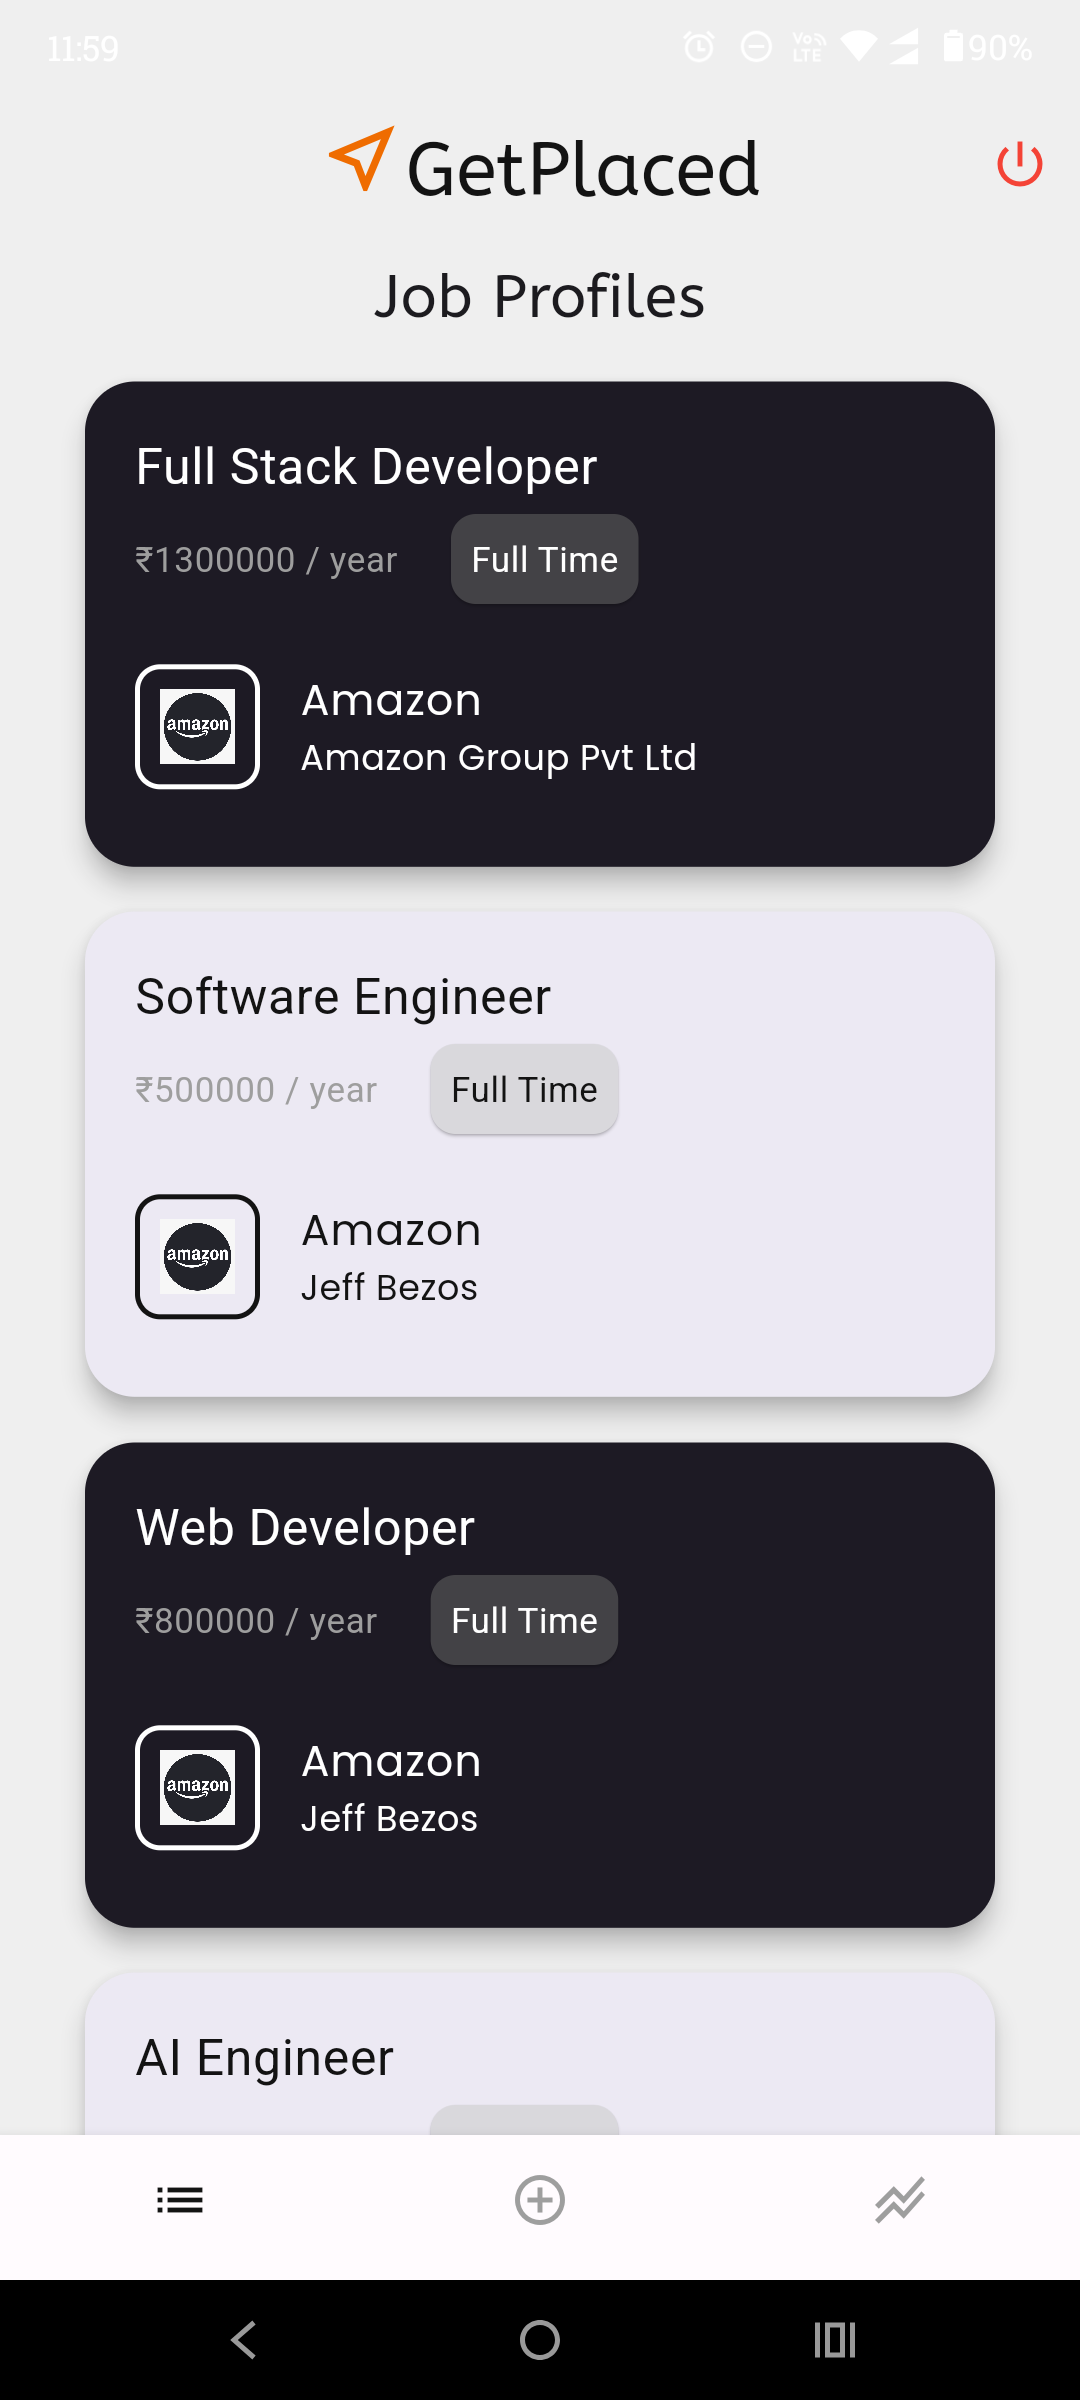 11:59 Vo LTE 90%
GetPlaced
Job Profiles
Full Stack Developer
₹1300000 / year Full Time
amazon
Amazon
Amazon Group Pvt Ltd
Software Engineer
₹500000 / year Full Time
amazon
Amazon
Jeff Bezos
Web Developer
₹800000 / year Full Time
amazon
Amazon
Jeff Bezos
AI Engineer